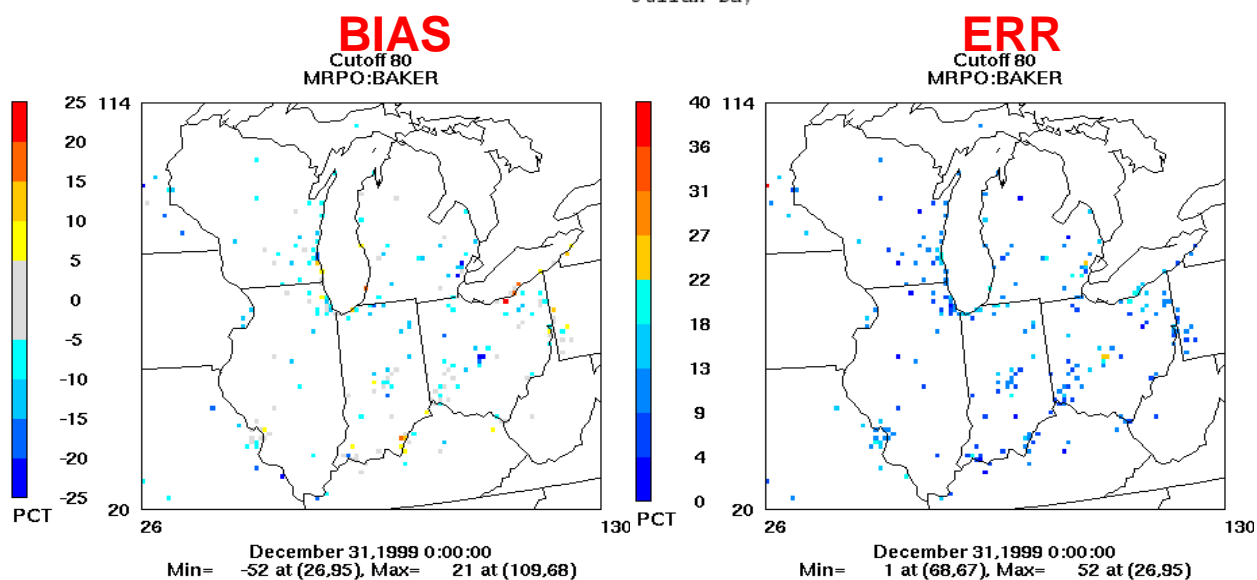 BIAS
Cutoff 80
MRPO:BAKER
25
20
15
10
5
0
-5
-10
-15
-20
-25
PCT
114
20
26
130
December 31,1999 0:00:00
Min= -52 at (26,95), Max= 21 at (109,68)
ERR
Cutoff 80
MRPO:BAKER
40
36
31
27
22
18
13
9
4
0
PCT
114
20
26
130
December 31,1999 0:00:00
Min= 1 at (68,67), Max= 52 at (26,95)